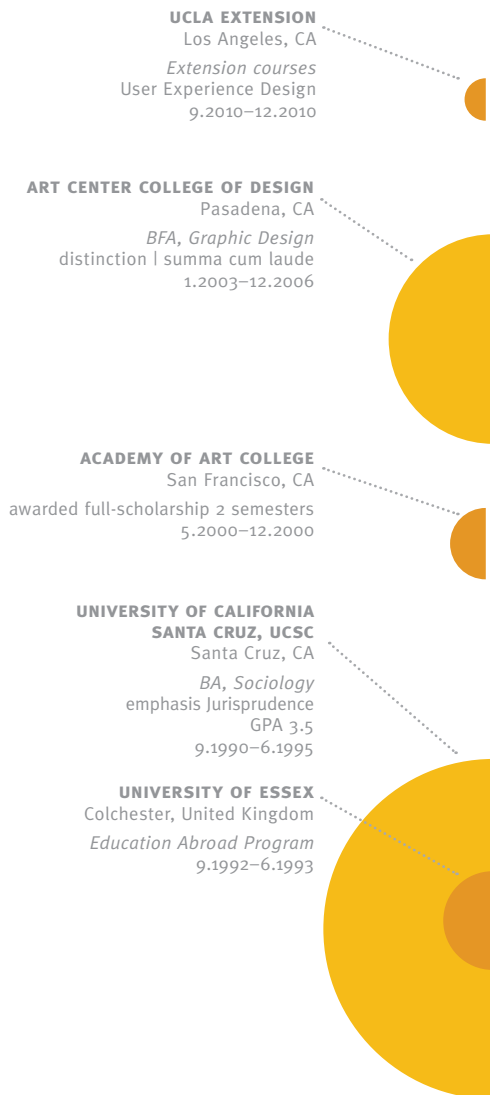 UCLA EXTENSION
Los Angeles, CA
Extension courses
User Experience Design
9.2010–12.2010
ART CENTER COLLEGE OF DESIGN
Pasadena, CA
BFA, Graphic Design
distinction | summa cum laude
1.2003–12.2006
ACADEMY OF ART COLLEGE
San Francisco, CA
awarded full-scholarship 2 semesters
5.2000–12.2000
UNIVERSITY OF CALIFORNIA
SANTA CRUZ, UCSC
Santa Cruz, CA
BA, Sociology
emphasis Jurisprudence
GPA 3.5
9.1990–6.1995
UNIVERSITY OF ESSEX
Colchester, United Kingdom
Education Abroad Program
9.1992–6.1993